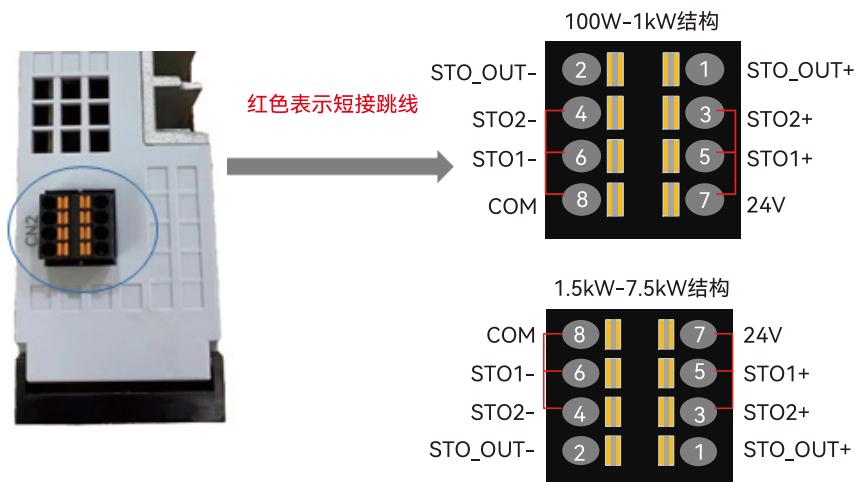 100W-1kW结构
STO_OUT- 2 1 STO_OUT+
红色表示短接跳线
STO2- 4 3 STO2+
STO1- 6 5 STO1+
COM 8 7 24V
CN2
1.5kW-7.5kW结构
COM 8 7 24V
STO1- 6 5 STO1+
STO2- 4 3 STO2+
STO_OUT- 2 1 STO_OUT+